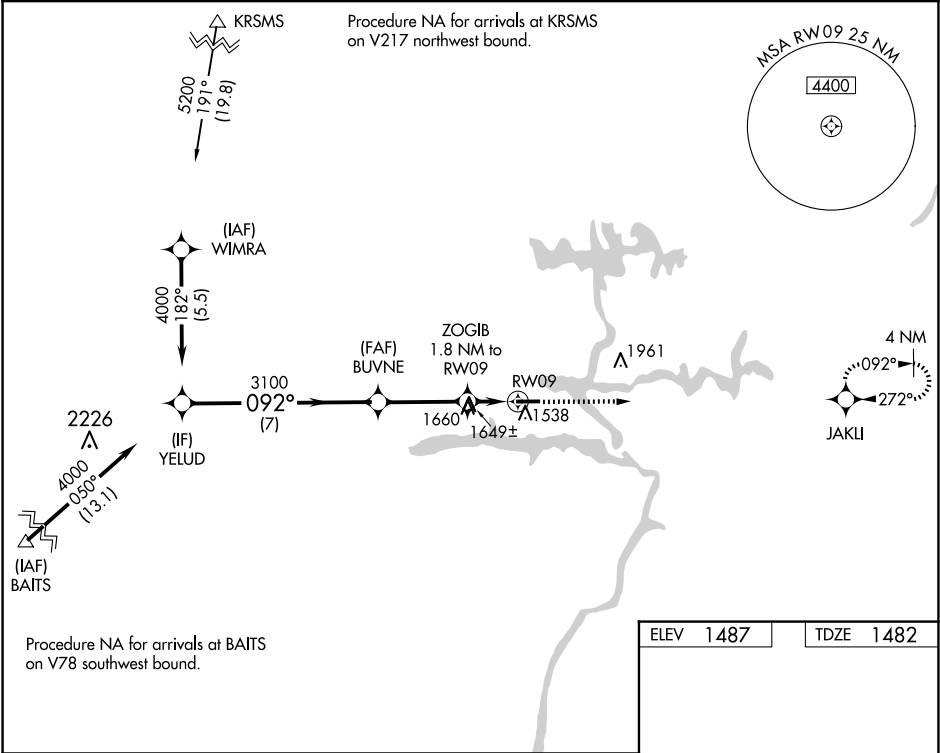 KRSMS
Procedure NA for arrivals at KRSMS
on V217 northwest bound.
MSA RW09 25 NM
4400
5200
191°
(19.8)
(IAF)
WIMRA
4000
182°
(5.5)
ZOGIB
1.8 NM to
RW09
(FAF)
BUVNE
1961
4 NM
092°
272°
JAKLI
3100
092°
(7)
RW09
1660
1649±
1538
2226
(IF)
YELUD
4000
050°
(13.1)
(IAF)
BAITS
Procedure NA for arrivals at BAITS
on V78 southwest bound.
ELEV 1487
TDZE 1482